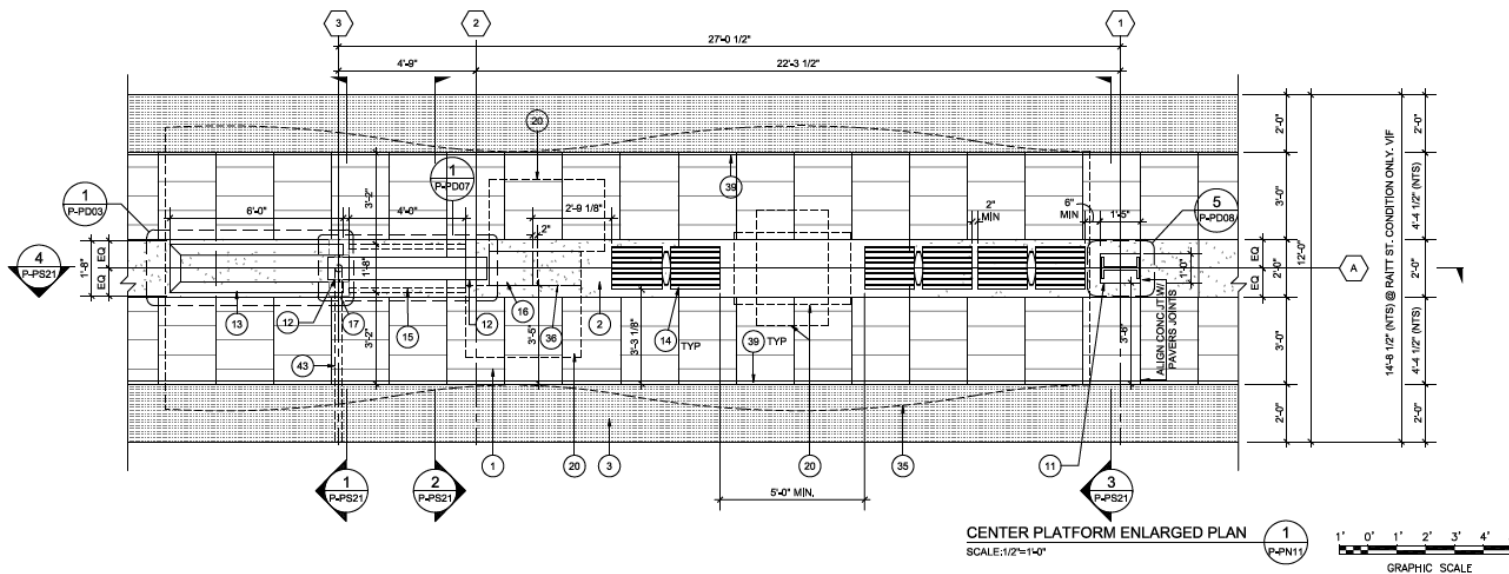 3
2
1
27'-0 1/2"
4'-9"
22'-3 1/2"
20
1
P-PD07
39
1
P-PD03
6'-0"
3'-2"
4'-0"
2'-9 1/8"
2"
2"
MIN
6"
MIN
1'-5"
5
P-PD08
4
P-PS21
1'-8"
EQ
EQ
1'-8"
1'-0"
EQ
EQ
2'-0"
A
13
12
17
15
12
16
36
2
14
TYP
39
TYP
3'-2"
3'-5"
3'-3 1/8"
3'-6"
ALIGN CONC JT W/
PAVERS JOINTS
43
1
20
3
20
35
11
1
P-PS21
2
P-PS21
3
P-PS21
5'-0" MIN.
2'-0"
3'-0"
3'-0"
2'-0"
12'-0"
14'-8 1/2" (NTS) @ RAITT ST. CONDITION ONLY. VIF
2'-0"
4'-4 1/2" (NTS)
2'-0"
4'-4 1/2" (NTS)
2'-0"
CENTER PLATFORM ENLARGED PLAN
SCALE:1/2"=1'-0"
1
P-PN11
1' 0' 1' 2' 3' 4'
GRAPHIC SCALE